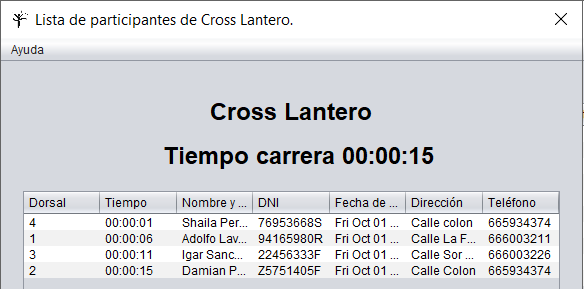 Lista de participantes de Cross Lantero.
Ayuda
Cross Lantero
Tiempo carrera 00:00:15
Dorsal Tiempo Nombre y ... DNI Fecha de ... Dirección Teléfono
4 00:00:01 Shaila Per... 76953668S Fri Oct 01 ... Calle colon 665934374
1 00:00:06 Adolfo Lav... 94165980R Fri Oct 01 ... Calle La F... 666003211
3 00:00:11 Igar Sanc... 22456333F Fri Oct 01 ... Calle Sor ... 666003226
2 00:00:15 Damian P... Z5751405F Fri Oct 01 ... Calle Colon 665934374